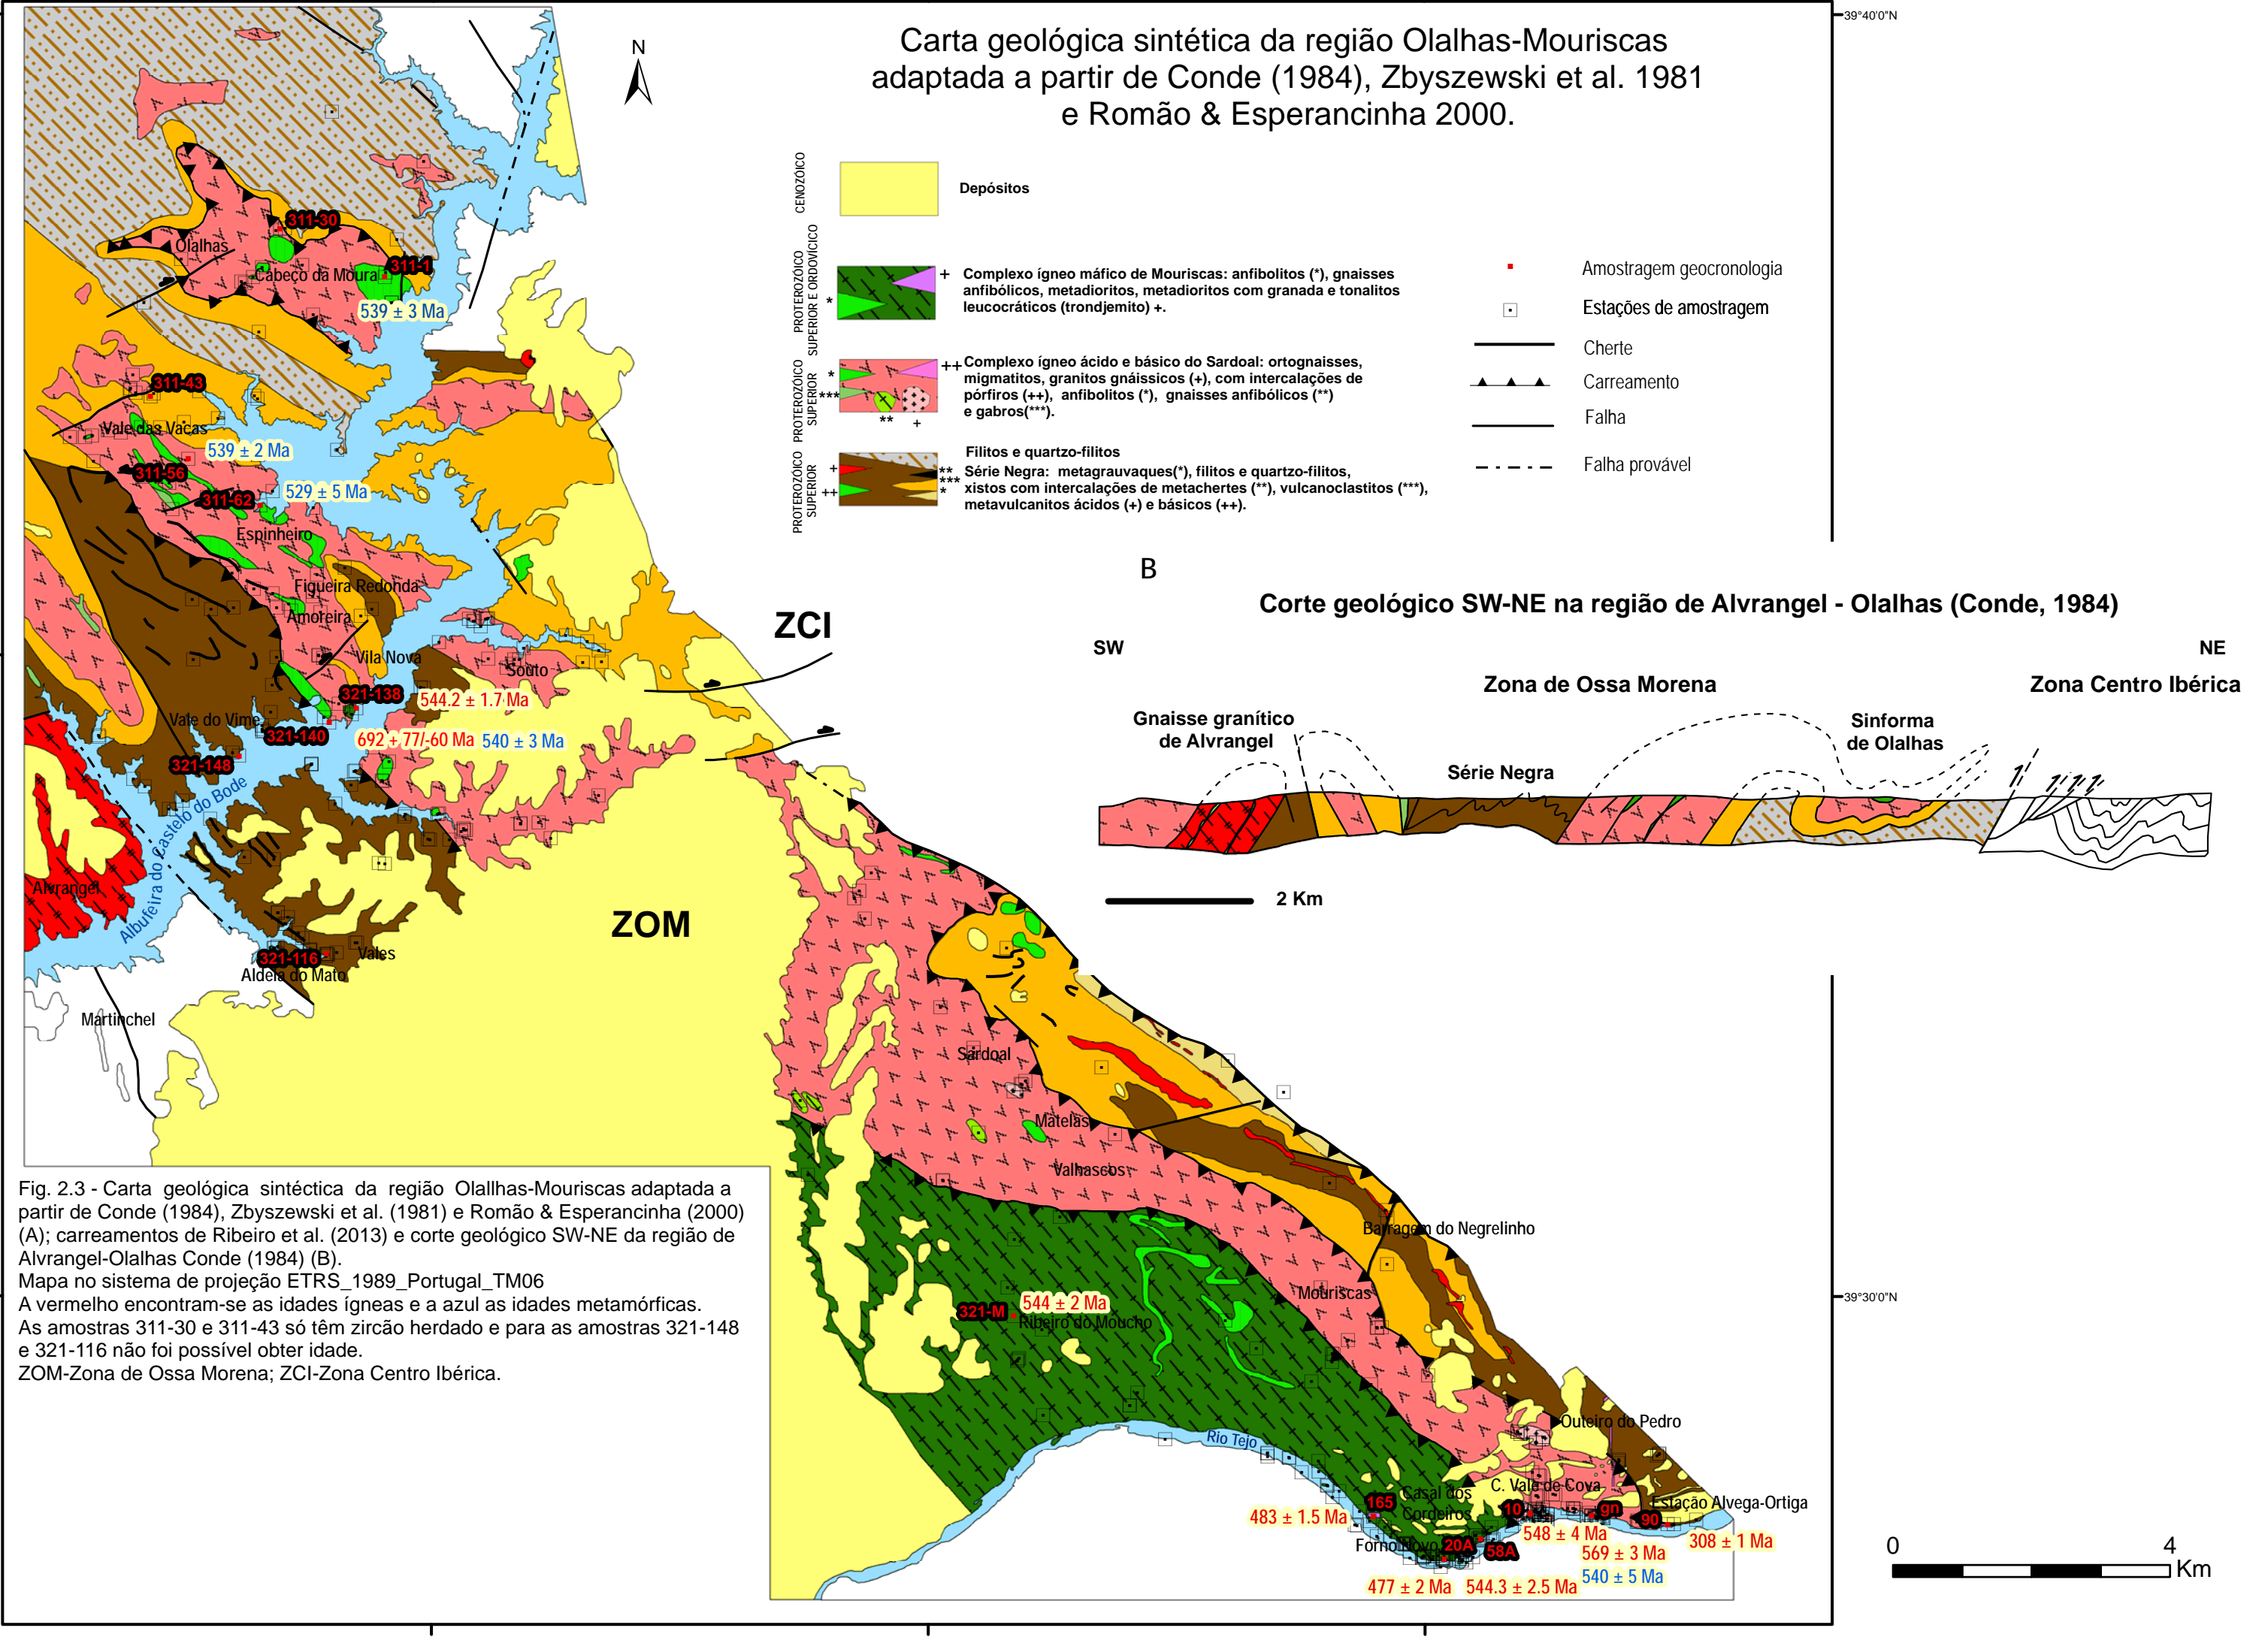 Carta geológica sintética da região Olalhas-Mouriscas
adaptada a partir de Conde (1984), Zbyszewski et al. 1981
e Romão & Esperancinha 2000.
39°40'0"N
N
CENOZÓICO
Depósitos
PROTEROZÓICO
SUPERIOR E ORDOVÍCICO
*
+
Complexo ígneo máfico de Mouriscas: anfibolitos (*), gnaisses
anfibólicos, metadioritos, metadioritos com granada e tonalitos
leucocráticos (trondjemito) +.
PROTEROZÓICO
SUPERIOR
*
***
**
+
++
Complexo ígneo ácido e básico do Sardoal: ortognaisses,
migmatitos, granitos gnáissicos (+), com intercalações de
pórfiros (++), anfibolitos (*), gnaisses anfibólicos (**)
e gabros(***).
PROTEROZÓICO
SUPERIOR
+
++
**
***
*
Filitos e quartzo-filitos
Série Negra: metagrauvaques(*), filitos e quartzo-filitos,
xistos com intercalações de metachertes (**), vulcanoclastitos (***),
metavulcanitos ácidos (+) e básicos (++).
Amostragem geocronologia
Estações de amostragem
Cherte
Carreamento
Falha
Falha provável
311-30
Olalhas
Cabeço da Moura
311-1
539 ± 3 Ma
311-43
Vale das Vacas
539 ± 2 Ma
311-56
311-62
529 ± 5 Ma
Espinheiro
Figueira Redonda
Amoreira
Vila Nova
Souto
ZCI
321-138
544.2 ± 1.7 Ma
Vale do Vime
321-140
692 + 77/-60 Ma
540 ± 3 Ma
321-148
Albufeira do Castelo do Bode
Alvrangel
ZOM
321-116
Vales
Aldeia do Mato
Martinchel
B
Corte geológico SW-NE na região de Alvrangel - Olalhas (Conde, 1984)
SW
NE
Zona de Ossa Morena
Zona Centro Ibérica
Gnaisse granítico
de Alvrangel
Série Negra
Sinforma
de Olalhas
2 Km
Sardoal
Matelas
Valhascos
Barragem do Negrelinho
Mouriscas
39°30'0"N
321-M
544 ± 2 Ma
Ribeiro do Moucho
Outeiro do Pedro
Rio Tejo
C. Vale de Cova
Casal dos
Cordeiros
Estação Alvega-Ortiga
165
483 ± 1.5 Ma
10
gn
90
548 ± 4 Ma
308 ± 1 Ma
Forno Novo
20A
58A
569 ± 3 Ma
540 ± 5 Ma
477 ± 2 Ma
544.3 ± 2.5 Ma
0
4
Km
Fig. 2.3 - Carta geológica sintéctica da região Olallhas-Mouriscas adaptada a
partir de Conde (1984), Zbyszewski et al. (1981) e Romão & Esperancinha (2000)
(A); carreamentos de Ribeiro et al. (2013) e corte geológico SW-NE da região de
Alvrangel-Olalhas Conde (1984) (B).
Mapa no sistema de projeção ETRS_1989_Portugal_TM06
A vermelho encontram-se as idades ígneas e a azul as idades metamórficas.
As amostras 311-30 e 311-43 só têm zircão herdado e para as amostras 321-148
e 321-116 não foi possível obter idade.
ZOM-Zona de Ossa Morena; ZCI-Zona Centro Ibérica.